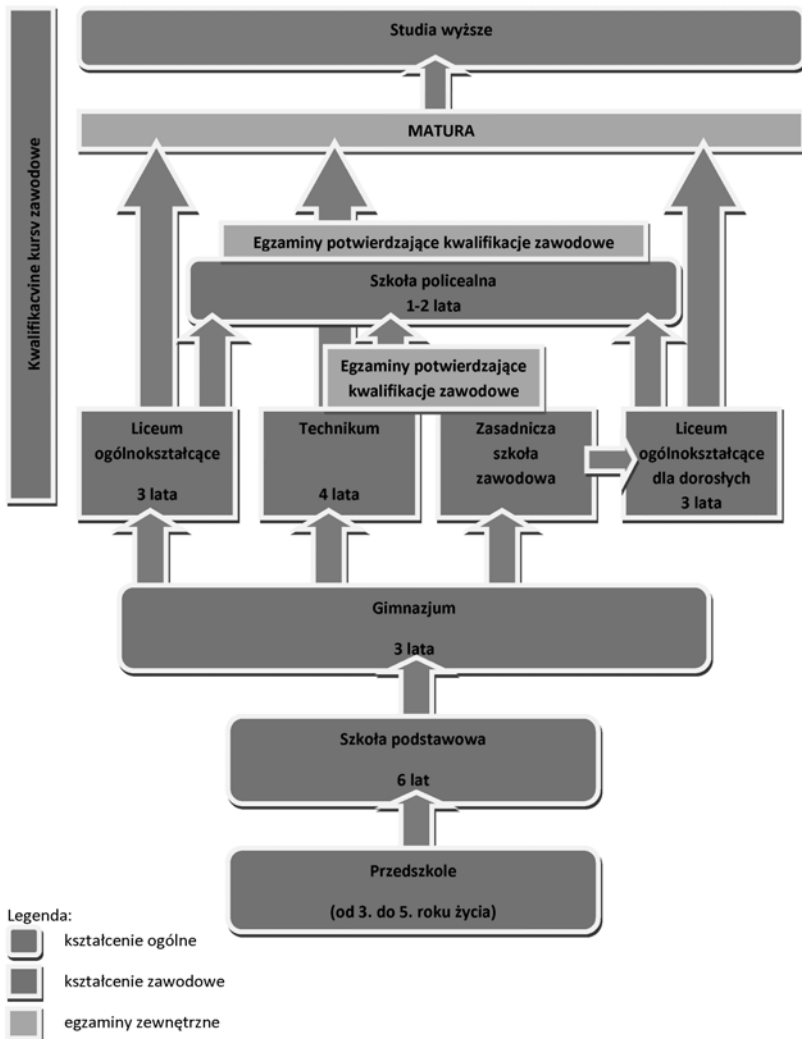 Studia wyższe
MATURA
Kwalifikacyjne kursy zawodowe
Egzaminy potwierdzające kwalifikacje zawodowe
Szkoła policealna
1-2 lata
Egzaminy potwierdzające
kwalifikacje zawodowe
Liceum
ogólnokształcące
3 lata
Technikum
4 lata
Zasadnicza
szkoła
zawodowa
Liceum
ogólnokształcące
dla dorosłych
3 lata
Gimnazjum
3 lata
Szkoła podstawowa
6 lat
Przedszkole
(od 3. do 5. roku życia)
Legenda:
kształcenie ogólne
kształcenie zawodowe
egzaminy zewnętrzne